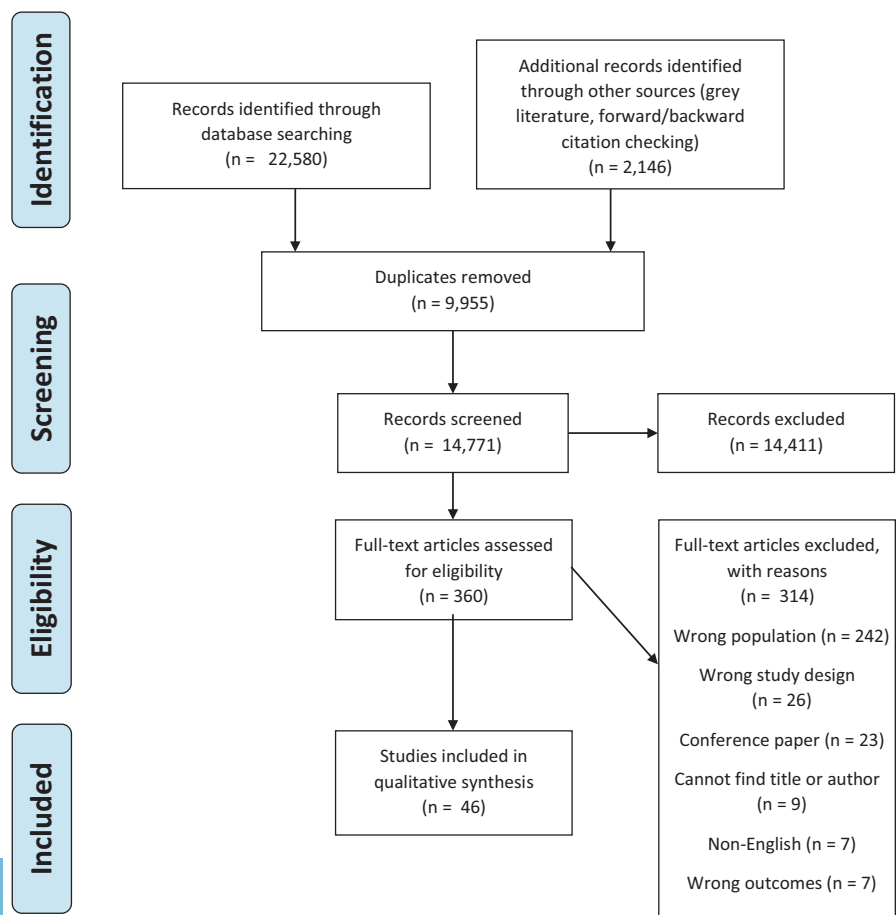 Identification
Records identified through
database searching
(n =   22,580)
Additional records identified
through other sources (grey
literature, forward/backward
citation checking)
(n = 2,146)
Duplicates removed
(n = 9,955)
Screening
Records screened
(n = 14,771)
Records excluded
(n = 14,411)
Eligibility
Full-text articles assessed
for eligibility
(n = 360)
Full-text articles excluded,
with reasons
(n =  314)
Wrong population (n = 242)
Wrong study design
(n = 26)
Conference paper (n = 23)
Cannot find title or author
(n = 9)
Non-English (n = 7)
Wrong outcomes (n = 7)
Included
Studies included in
qualitative synthesis
(n =  46)